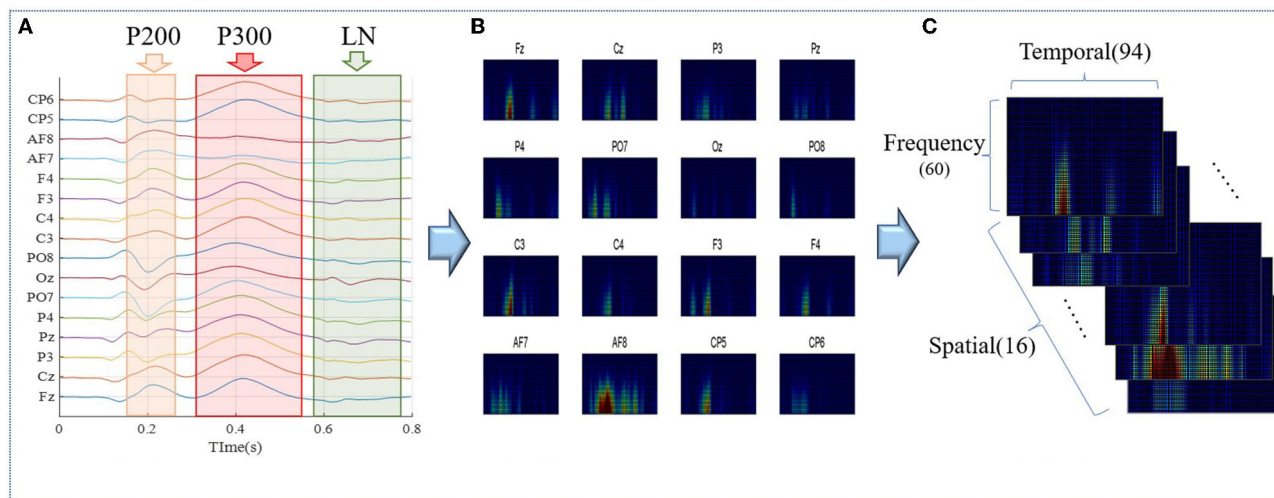 A
P200 P300 LN
CP6
CP5
AF8
AF7
F4
F3
C4
C3
PO8
Oz
PO7
P4
Pz
P3
Cz
Fz
0 0.2 0.4 0.6 0.8
TIme(s)
B
Fz Cz P3 Pz
P4 PO7 Oz PO8
C3 C4 F3 F4
AF7 AF8 CP5 CP6
C
Temporal(94)
Frequency
(60)
Spatial(16)